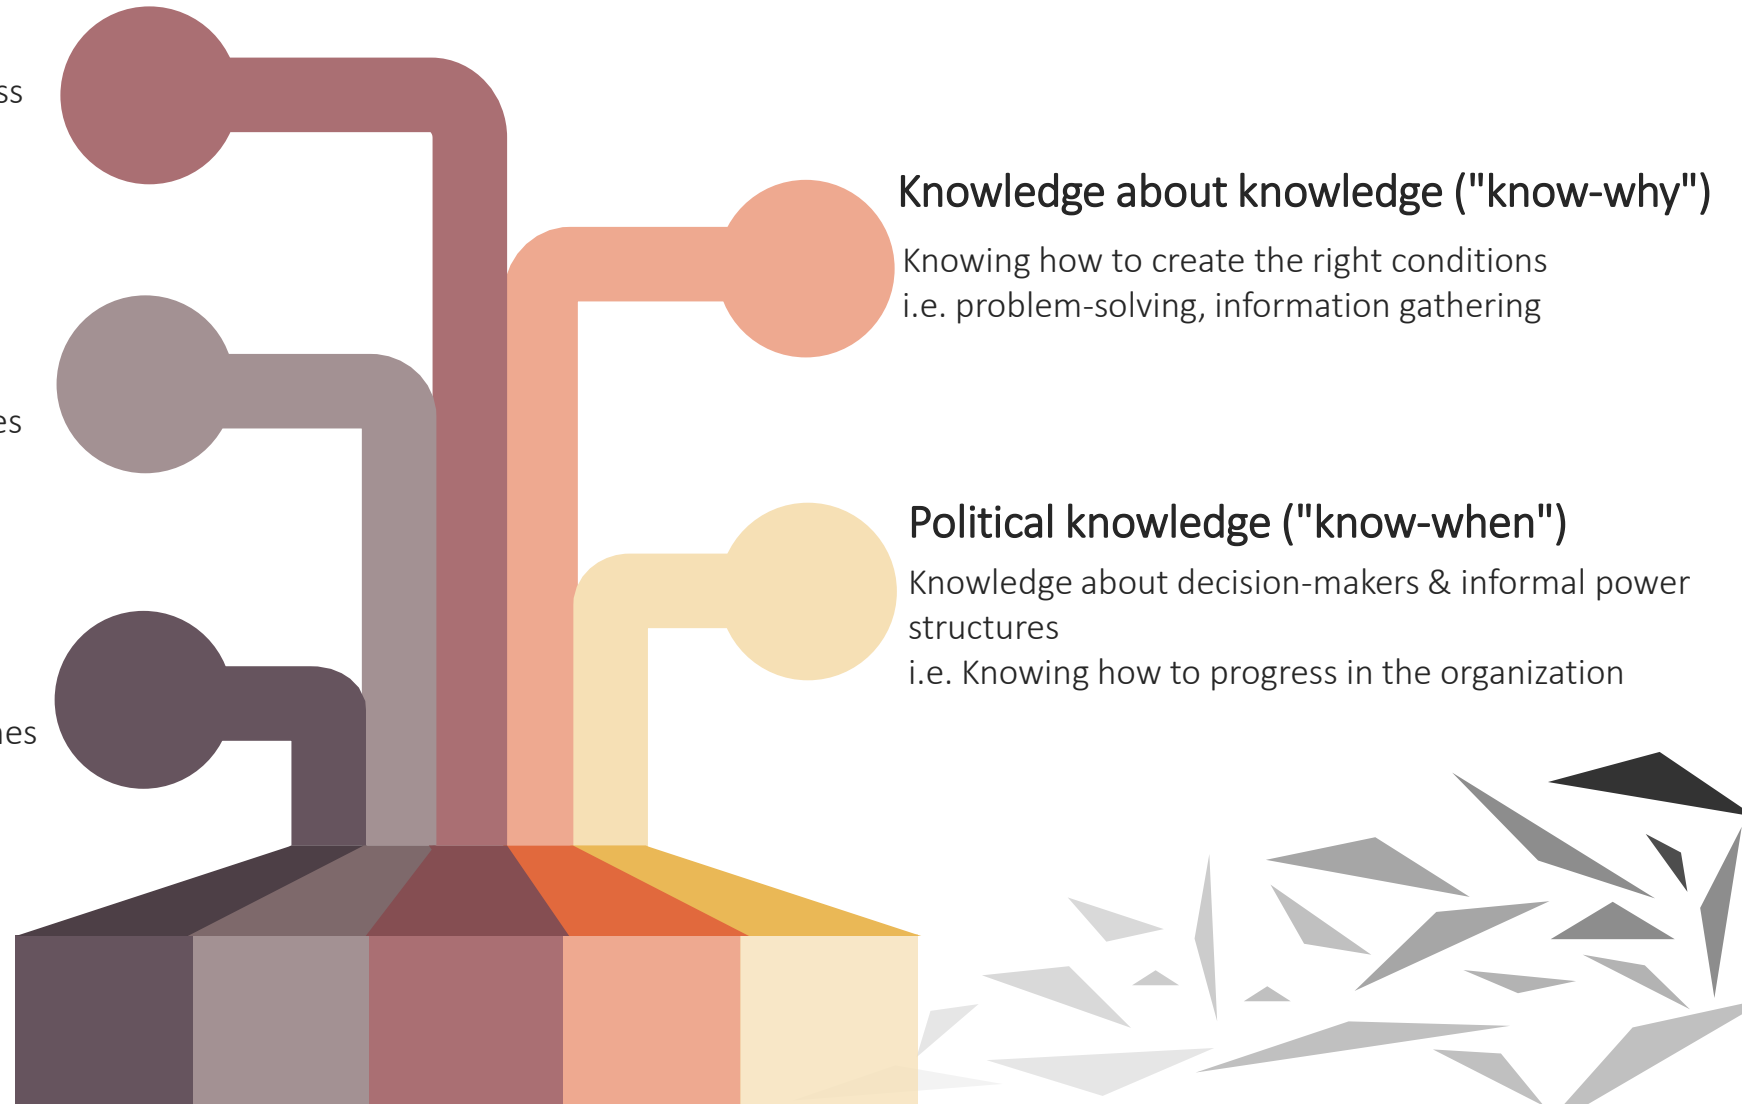 ss
Knowledge about knowledge ("know-why")
Knowing how to create the right conditions
i.e. problem-solving, information gathering
es
Political knowledge ("know-when")
Knowledge about decision-makers & informal power
structures
i.e. Knowing how to progress in the organization
nes